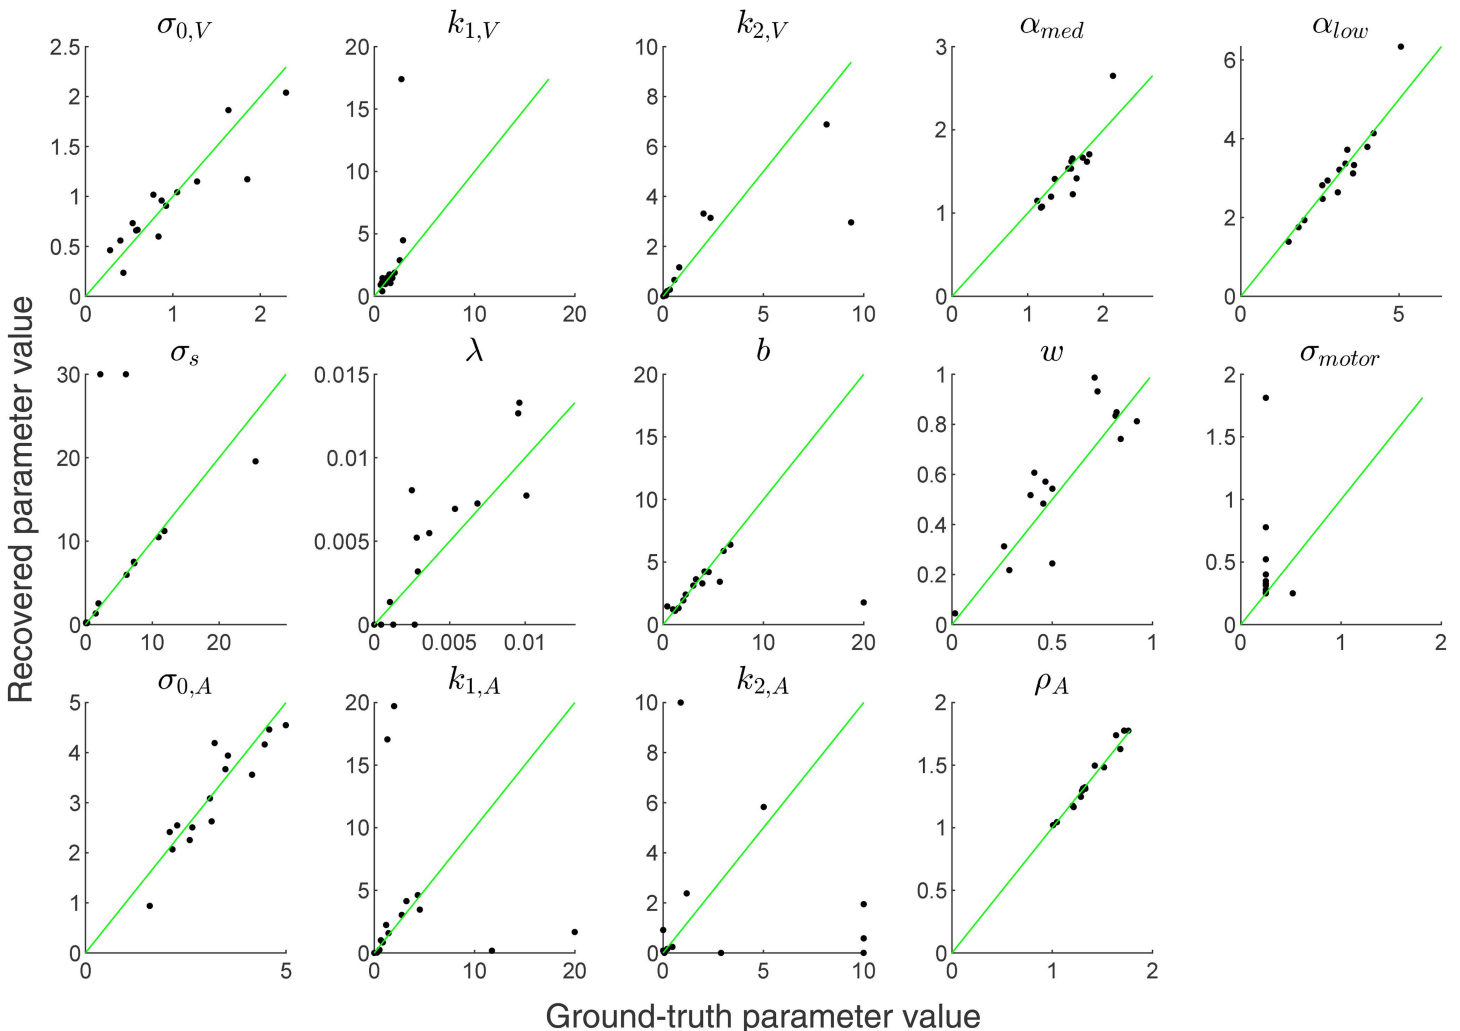 σ0,V k1,V k2,V αmed αlow
2.5 20 10 3 6
2 15 8 2 4
1.5 10 6 1 2
1 5 4 0 0
0.5 0 2
0 0
0 1 2 0 10 20 0 5 10 0 1 2 0 5
σs λ b w σmotor
30 0.015 20 1 2
20 0.01 15 0.8 1.5
10 0.005 10 0.6 1
0 0 5 0.4 0.5
0 0.2 0
0
0 10 20 0 0.005 0.01 0 10 20 0 0.5 1 0 1 2
σ0,A k1,A k2,A ρA
5 20 10 2
4 15 8 1.5
3 10 6 1
2 5 4 0.5
1 0 2 0
0 0
0 5 0 10 20 0 5 10 0 1 2
Recovered parameter value
Ground-truth parameter value